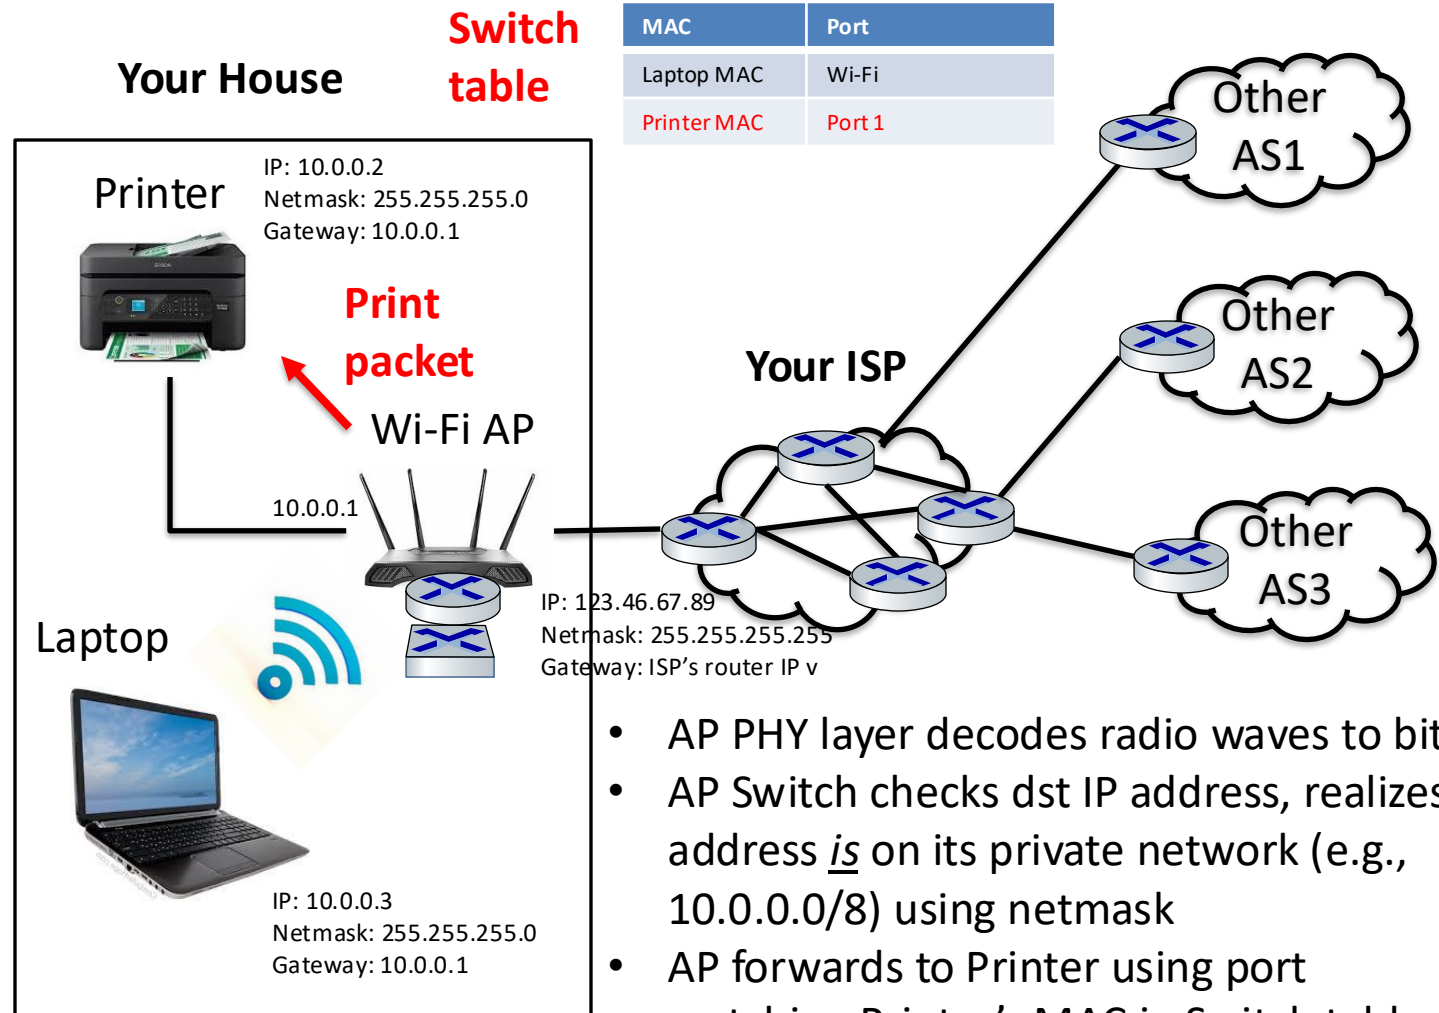 Switch
table
MAC Port
Laptop MAC Wi-Fi
Printer MAC Port 1
Your House
Printer
IP: 10.0.0.2
Netmask: 255.255.255.0
Gateway: 10.0.0.1
EPSON
Print
packet
Wi-Fi AP
10.0.0.1
Laptop
IP: 10.0.0.3
Netmask: 255.255.255.0
Gateway: 10.0.0.1
IP: 123.46.67.89
Netmask: 255.255.255.255
Gateway: ISP's router IP v
Your ISP
Other
AS1
Other
AS2
Other
AS3
• AP PHY layer decodes radio waves to bit
• AP Switch checks dst IP address, realizes
address is on its private network (e.g.,
10.0.0.0/8) using netmask
• AP forwards to Printer using port
Printer's MAC in Switch